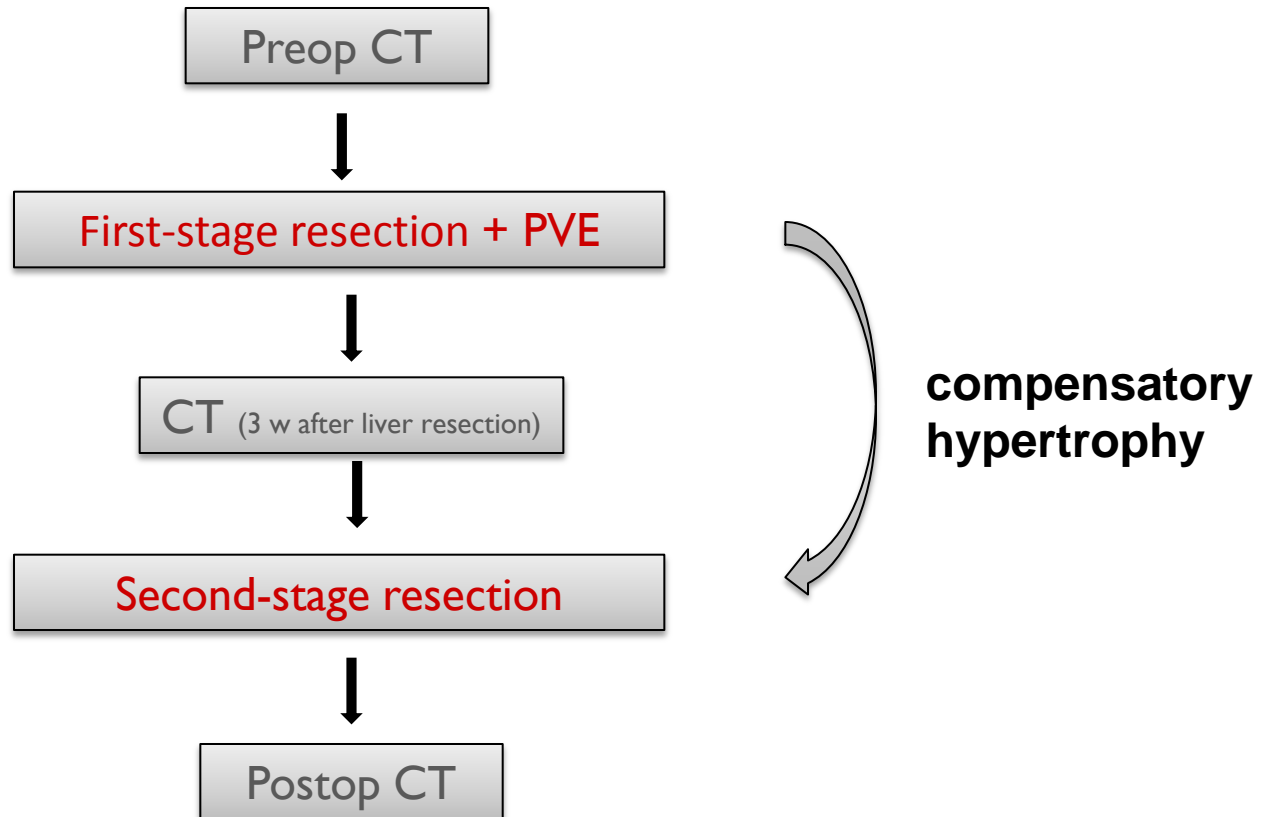 Preop CT
First-stage resection + PVE
CT (3 w after liver resection)
compensatory
hypertrophy
Second-stage resection
Postop CT